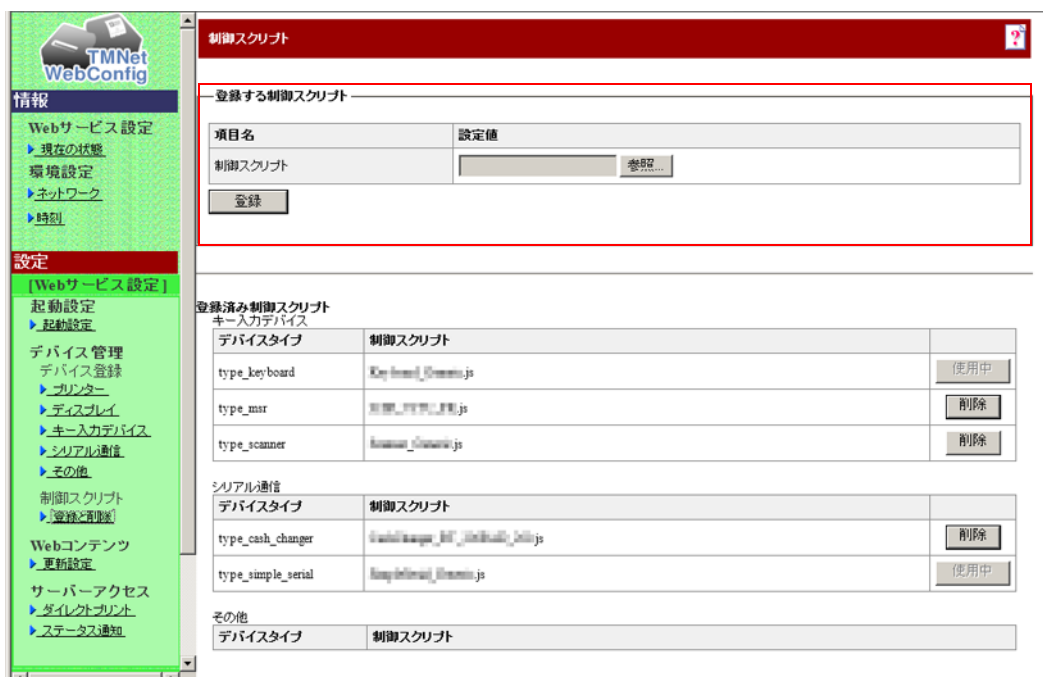 TMNet
WebConfig
情報
Webサービス設定
現在の状態
環境設定
ネットワーク
時刻
設定
[Webサービス設定]
起動設定
起動設定
デバイス管理
デバイス登録
プリンター
ディスプレイ
キー入力デバイス
シリアル通信
その他
制御スクリプト
登録と削除
Webコンテンツ
更新設定
サーバーアクセス
ダイレクトプリント
ステータス通知
制御スクリプト
?
登録する制御スクリプト
項目名 設定値
制御スクリプト 参照...
登録
登録済み制御スクリプト
キー入力デバイス
デバイスタイプ 制御スクリプト
type_keyboard .js 使用中
type_msr .js 削除
type_scanner .js 削除
シリアル通信
デバイスタイプ 制御スクリプト
type_cash_changer .js 削除
type_simple_serial .js 使用中
その他
デバイスタイプ 制御スクリプト